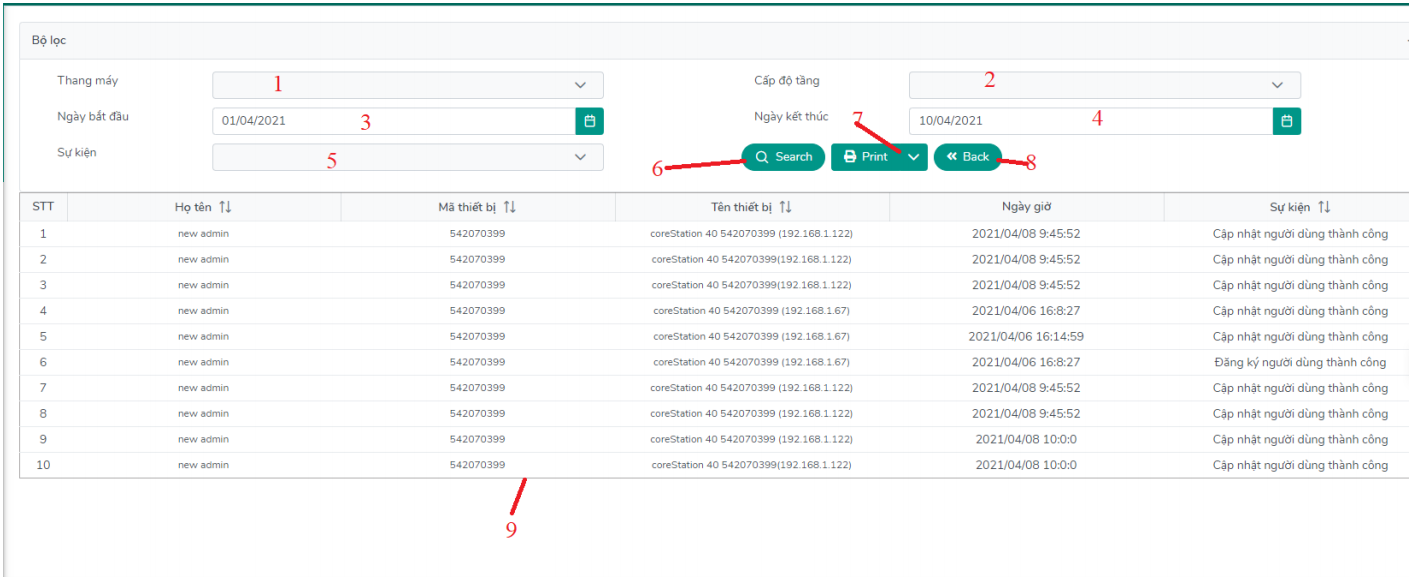 Bộ lọc
Thang máy 1 Cấp độ tầng 2
Ngày bắt đầu 01/04/2021 3 Ngày kết thúc 7 10/04/2021 4
Sự kiện 5 6 Search Print Back 8
STT Họ tên Mã thiết bị Tên thiết bị Ngày giờ Sự kiện
1 new admin 542070399 coreStation 40 542070399 (192.168.1.122) 2021/04/08 9:45:52 Cập nhật người dùng thành công
2 new admin 542070399 coreStation 40 542070399(192.168.1.122) 2021/04/08 9:45:52 Cập nhật người dùng thành công
3 new admin 542070399 coreStation 40 542070399(192.168.1.122) 2021/04/08 9:45:52 Cập nhật người dùng thành công
4 new admin 542070399 coreStation 40 542070399 (192.168.1.67) 2021/04/06 16:8:27 Cập nhật người dùng thành công
5 new admin 542070399 coreStation 40 542070399 (192.168.1.67) 2021/04/06 16:14:59 Cập nhật người dùng thành công
6 new admin 542070399 coreStation 40 542070399 (192.168.1.67) 2021/04/06 16:8:27 Đăng ký người dùng thành công
7 new admin 542070399 coreStation 40 542070399 (192.168.1.122) 2021/04/08 9:45:52 Cập nhật người dùng thành công
8 new admin 542070399 coreStation 40 542070399 (192.168.1.122) 2021/04/08 9:45:52 Cập nhật người dùng thành công
9 new admin 542070399 coreStation 40 542070399 (192.168.1.122) 2021/04/08 10:0:0 Cập nhật người dùng thành công
10 new admin 542070399 coreStation 40 542070399(192.168.1.122) 2021/04/08 10:0:0 Cập nhật người dùng thành công
9